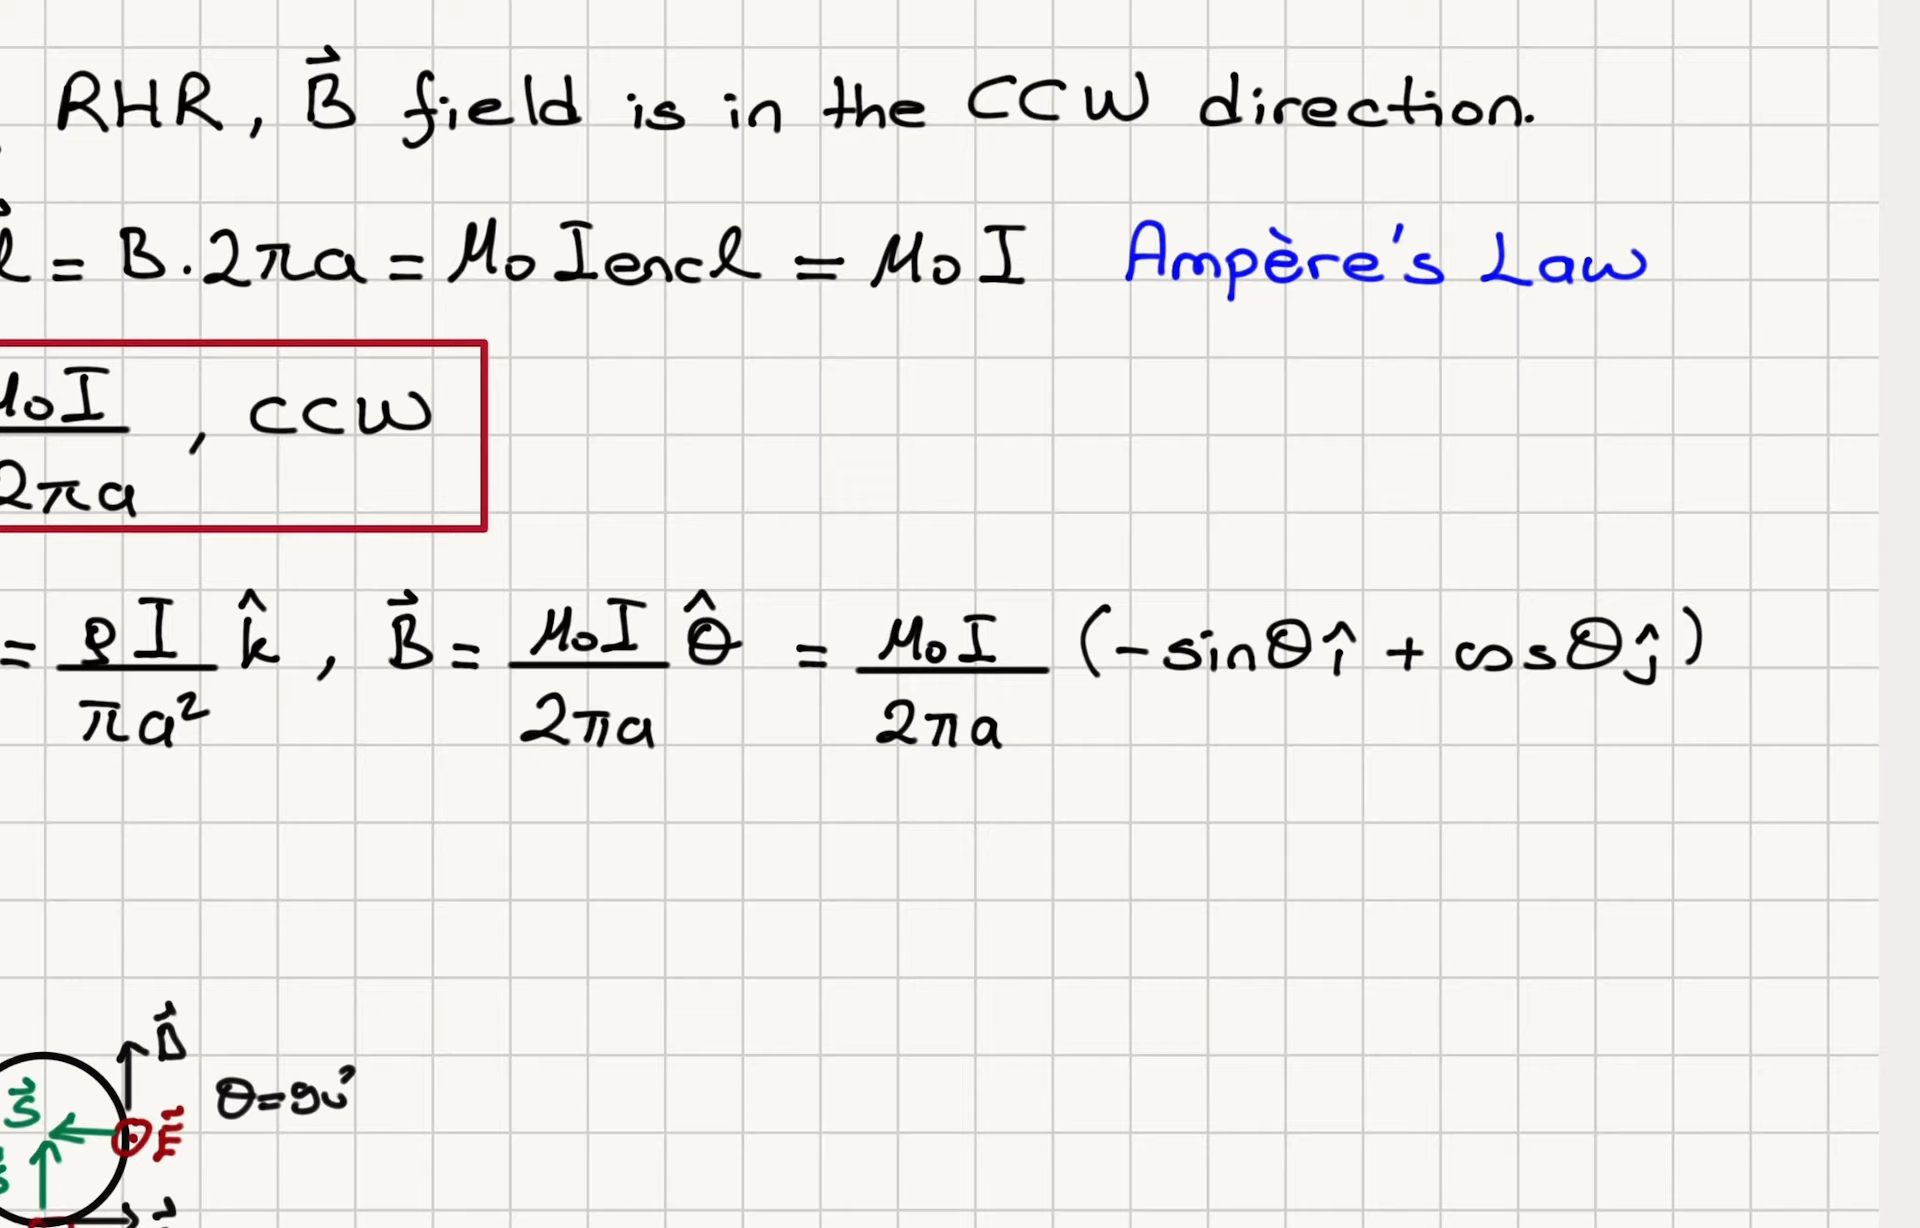 RHR, B⃗ field is in the CCW direction.
ℓ = B . 2πa = μ₀ I encl = μ₀ I Ampère's Law
μ₀I / 2πa , CCW
= ρI / πa² k̂ , B⃗ = μ₀I / 2πa θ̂ = μ₀I / 2πa (-sinθ î + cosθ ĵ)
B⃗
S⃗ E⃗ θ=90°